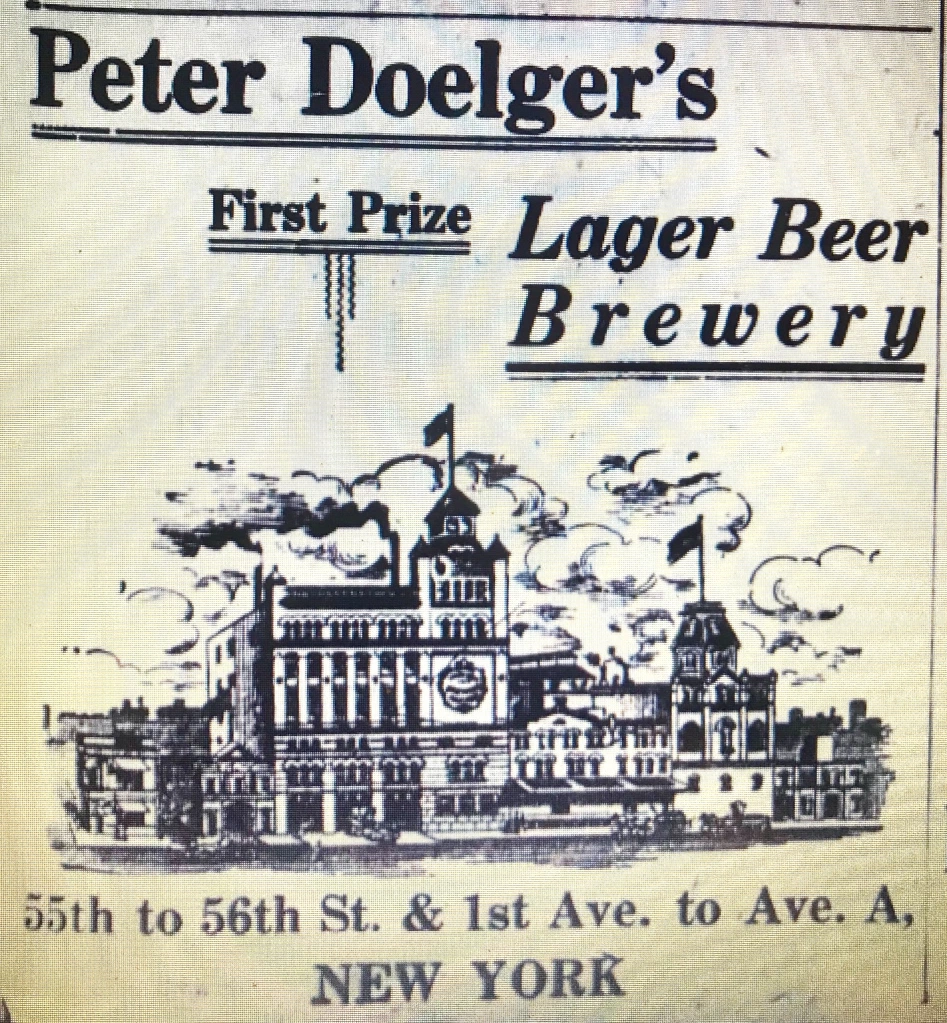 Peter Doelger's
First Prize
Lager Beer
Brewery
55th to 56th St. & 1st Ave. to Ave. A,
NEW YORK